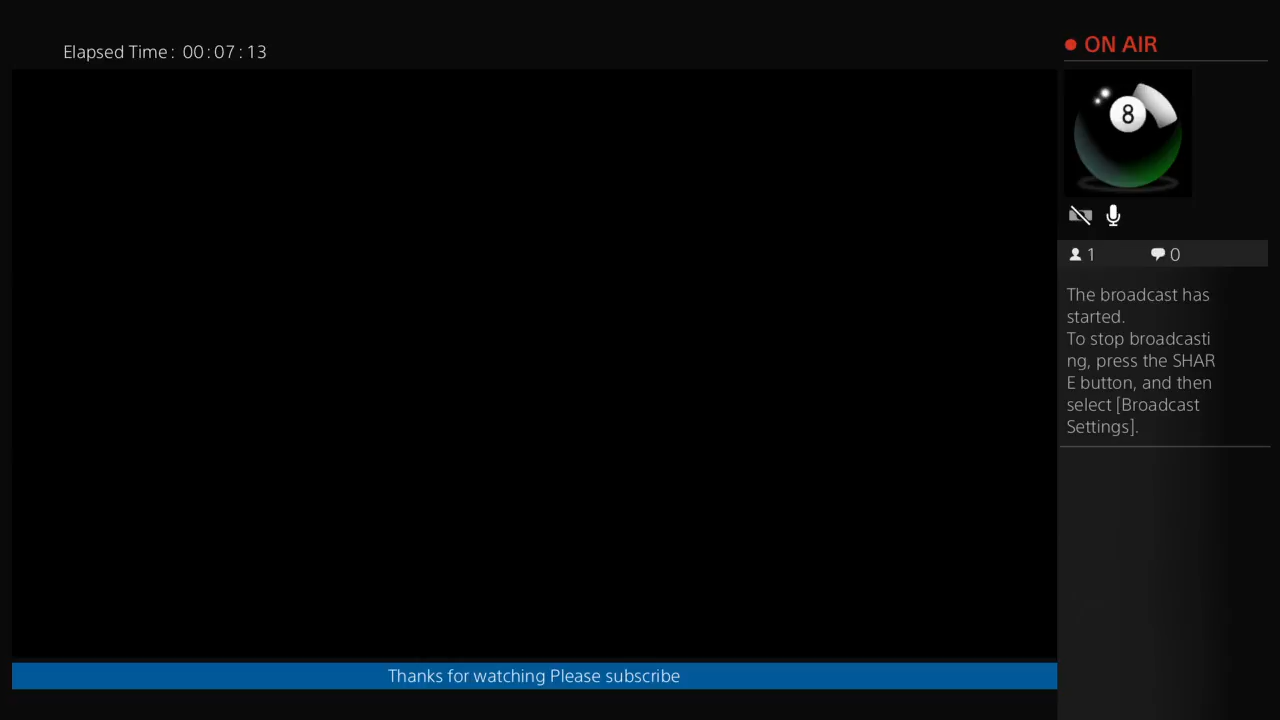 Elapsed Time: 00:07:13
ON AIR
8
1 0
The broadcast has
started.
To stop broadcasti
ng, press the SHAR
E button, and then
select [Broadcast
Settings].
Thanks for watching Please subscribe